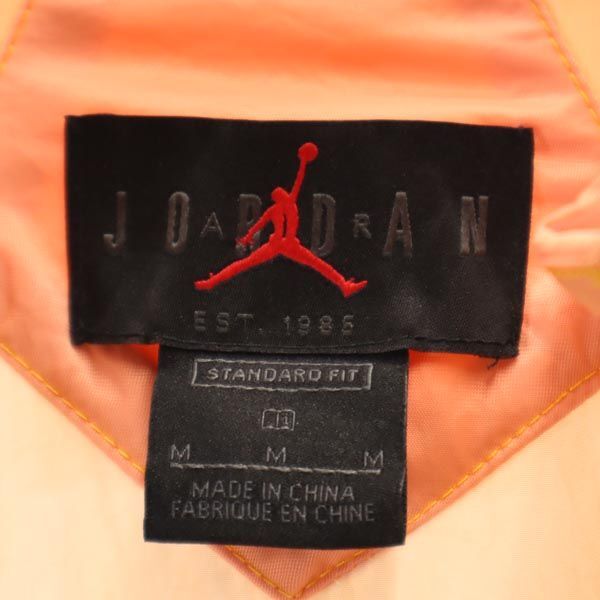 JORDAN
AIR
EST. 1985
STANDARD FIT
M M M
MADE IN CHINA
FABRIQUE EN CHINE